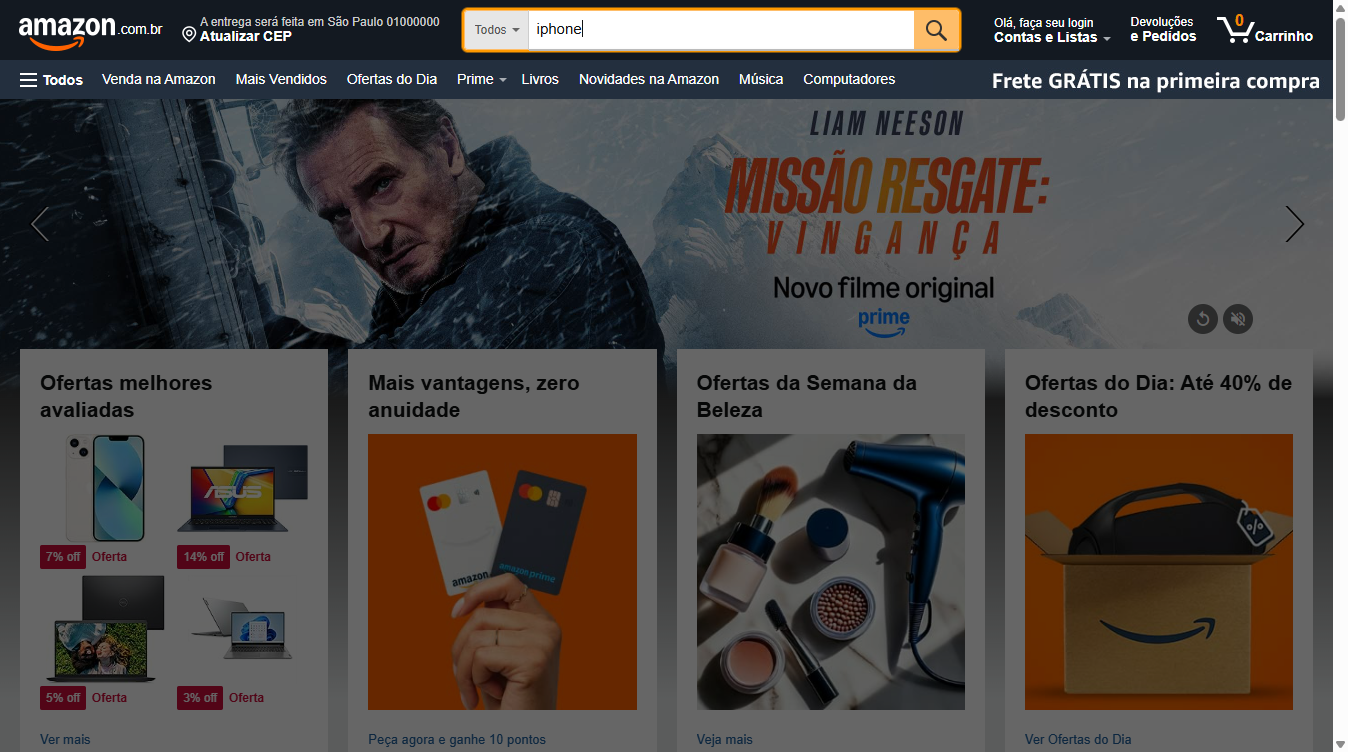 amazon.com.br
A entrega será feita em São Paulo 01000000
Atualizar CEP
Todos
iphone
Olá, faça seu login
Contas e Listas
Devoluções
e Pedidos
0
Carrinho
Todos
Venda na Amazon
Mais Vendidos
Ofertas do Dia
Prime
Livros
Novidades na Amazon
Música
Computadores
Frete GRÁTIS na primeira compra
LIAM NEESON
MISSÃO RESGATE:
VINGANÇA
Novo filme original
prime
Ofertas melhores
avaliadas
ASUS
7% off Oferta
14% off Oferta
5% off Oferta
3% off Oferta
Ver mais
Mais vantagens, zero
anuidade
amazon
amazon prime
Peça agora e ganhe 10 pontos
Ofertas da Semana da
Beleza
Veja mais
Ofertas do Dia: Até 40% de
desconto
%
Ver Ofertas do Dia